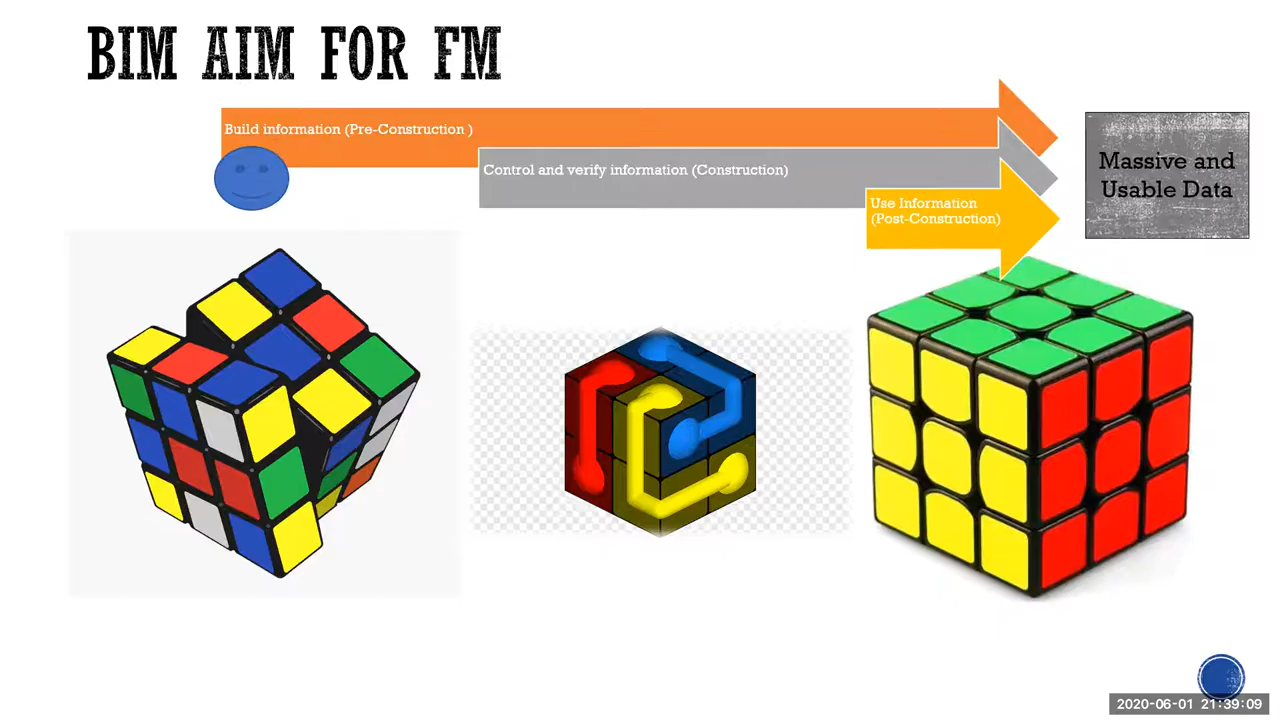 BIM AIM FOR FM
Build information (Pre-Construction )
Control and verify information (Construction)
Use Information
(Post-Construction)
Massive and
Usable Data
2020-06-01 21:39:09